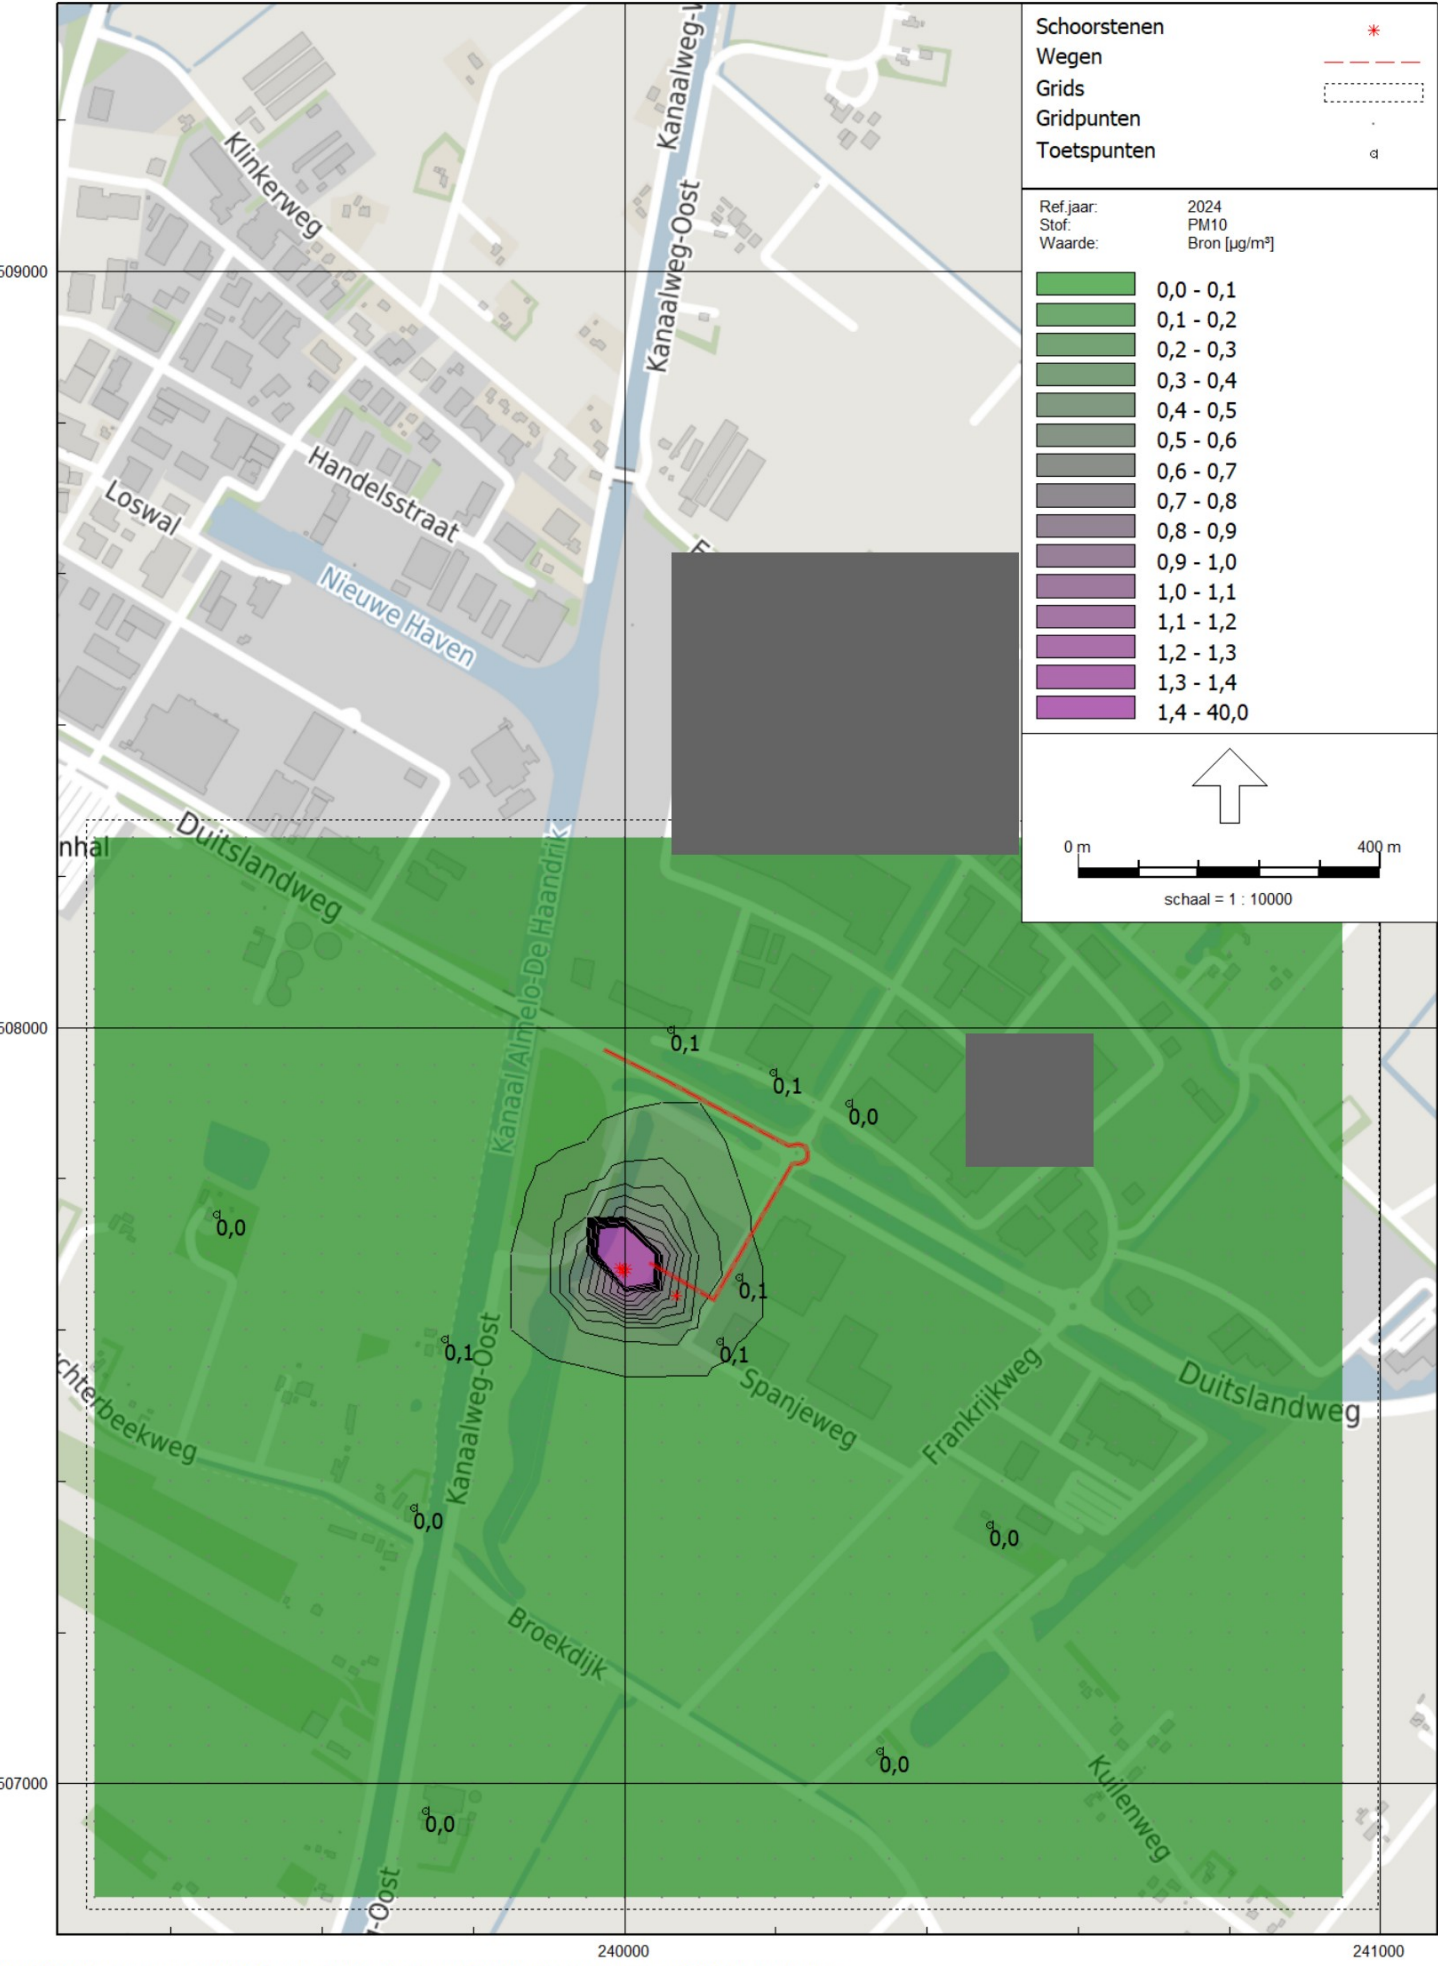 Schoorstenen
Wegen
Grids
Gridpunten
Toetspunten
Ref.jaar: 2024
Stof: PM10
Waarde: Bron [µg/m³]
0,0 - 0,1
0,1 - 0,2
0,2 - 0,3
0,3 - 0,4
0,4 - 0,5
0,5 - 0,6
0,6 - 0,7
0,7 - 0,8
0,8 - 0,9
0,9 - 1,0
1,0 - 1,1
1,1 - 1,2
1,2 - 1,3
1,3 - 1,4
1,4 - 40,0
0 m 400 m
schaal = 1 : 10000
Kanaalweg-W
Klinkerweg
Kanaalweg-Oost
509000
Handelsstraat
Loswal
Nieuwe Haven
Duitslandweg
nhal
Kanaal Almelo-De Haandrik
508000
0,1
0,1
0,0
0,0
0,1
0,1
0,1
Kanaalweg-Oost
Spanjeweg
Frankrijkweg
Duitslandweg
chterbeekweg
0,0
0,0
Broekdijk
0,0
507000
Kuilenweg
0,0
g-Oost
240000 241000